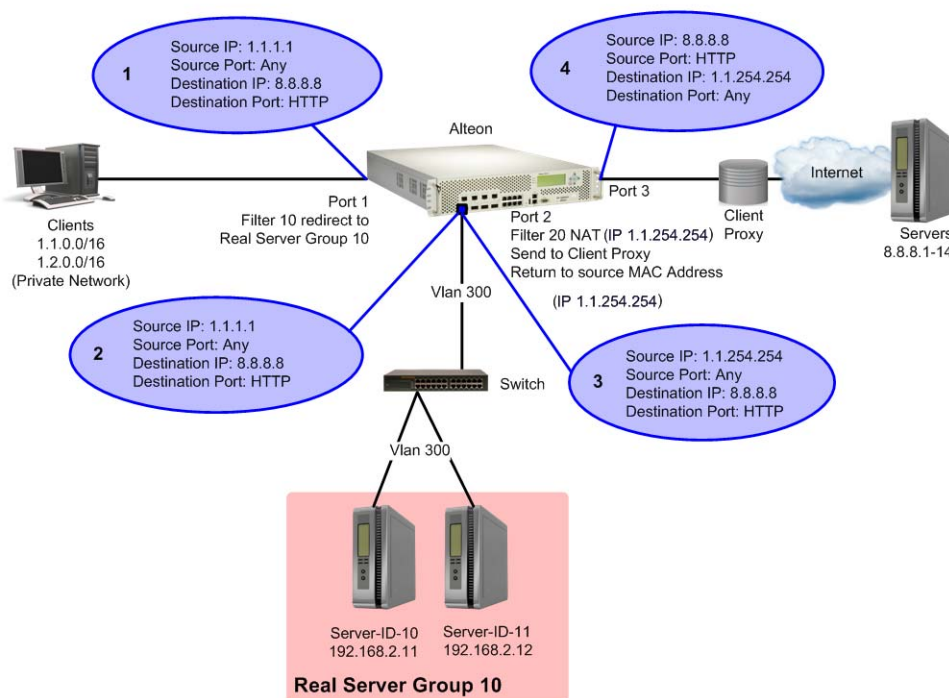 1
Source IP: 1.1.1.1
Source Port: Any
Destination IP: 8.8.8.8
Destination Port: HTTP
4
Source IP: 8.8.8.8
Source Port: HTTP
Destination IP: 1.1.254.254
Destination Port: Any
Alteon
Clients
1.1.0.0/16
1.2.0.0/16
(Private Network)
Port 1
Filter 10 redirect to
Real Server Group 10
Port 2
Filter 20 NAT (IP 1.1.254.254)
Send to Client Proxy
Return to source MAC Address
(IP 1.1.254.254)
Port 3
Client
Proxy
Internet
Servers
8.8.8.1-14
Vlan 300
2
Source IP: 1.1.1.1
Source Port: Any
Destination IP: 8.8.8.8
Destination Port: HTTP
3
Source IP: 1.1.254.254
Source Port: Any
Destination IP: 8.8.8.8
Destination Port: HTTP
Switch
Vlan 300
Server-ID-10
192.168.2.11
Server-ID-11
192.168.2.12
Real Server Group 10